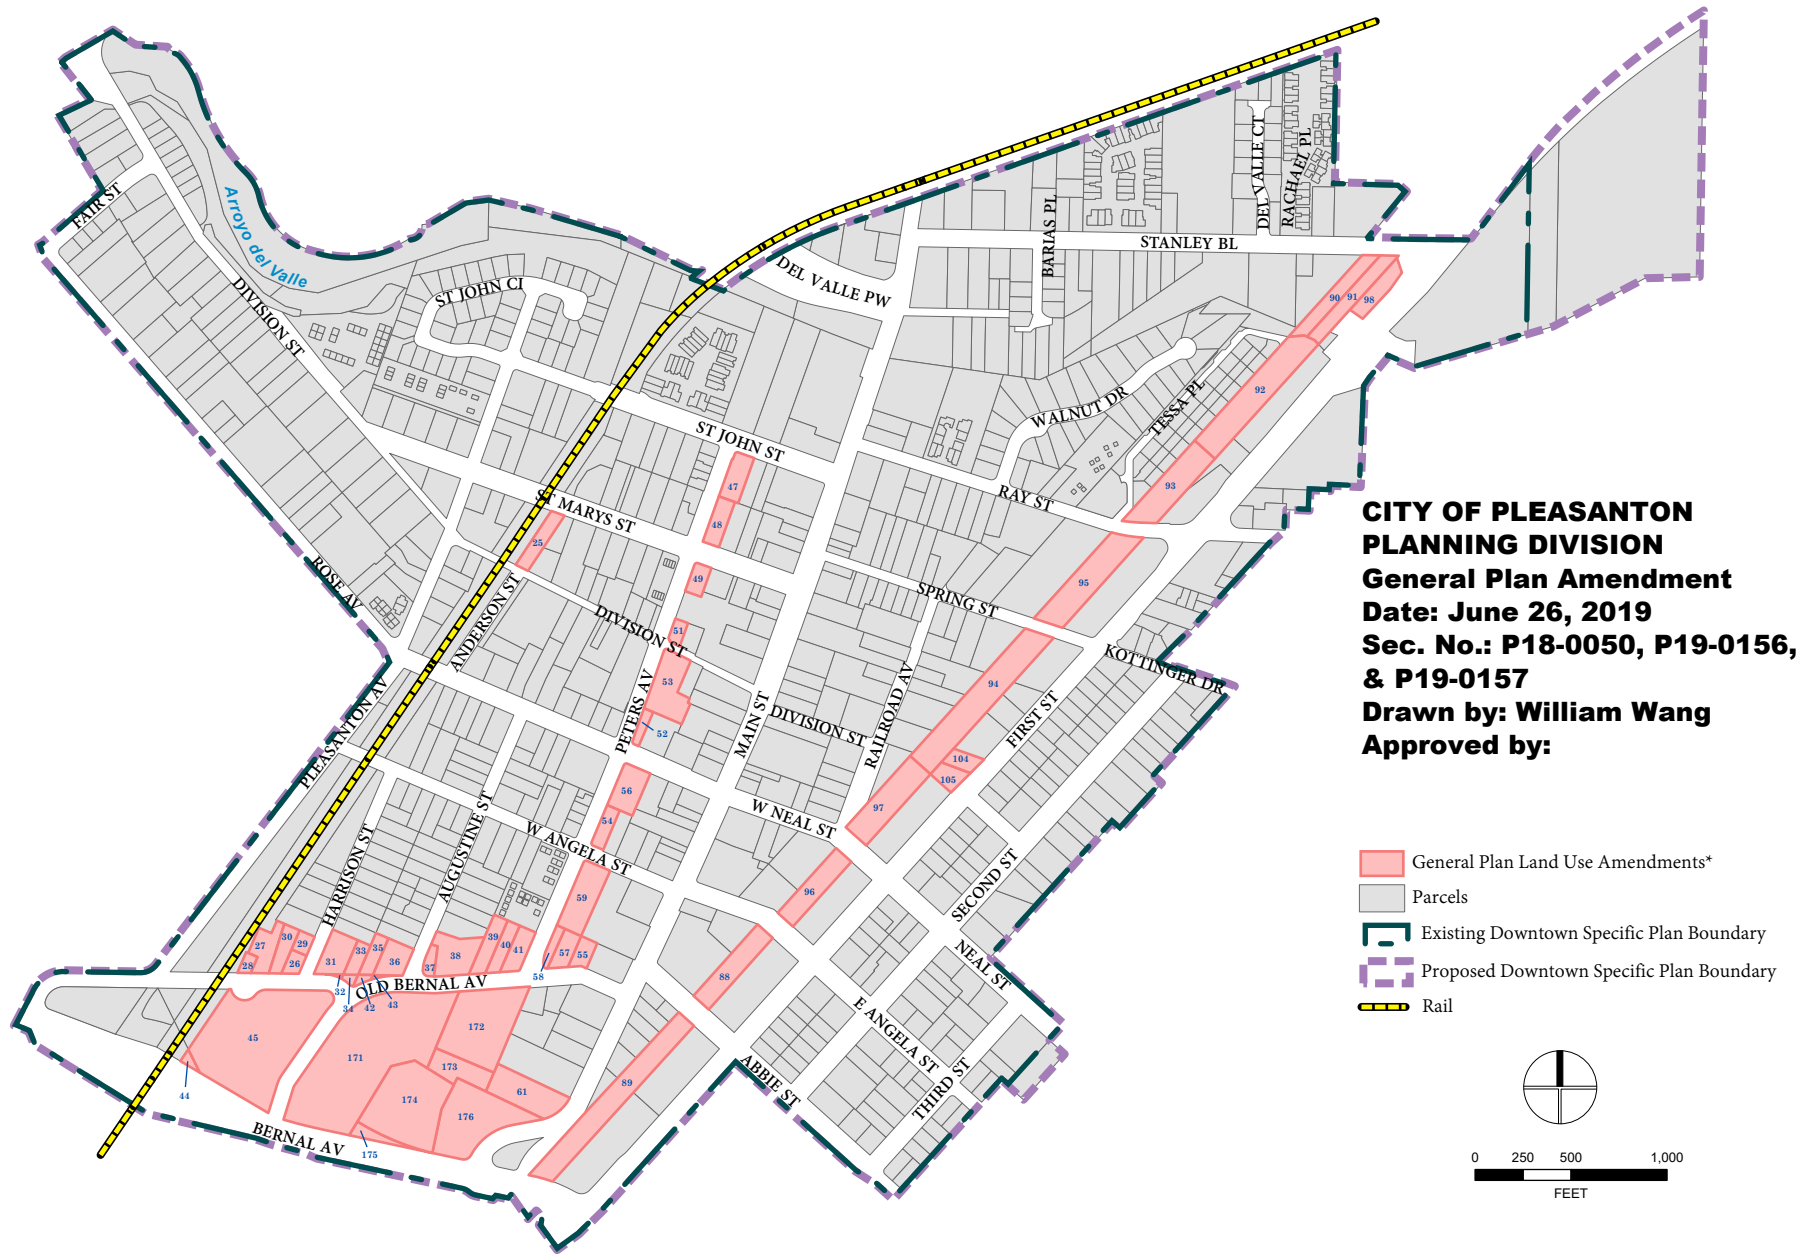 FAIR ST
Arroyo del Valle
DIVISION ST
ST JOHN CI
DEL VALLE PW
BARIAS PL
STANLEY BL
DEL VALLE CT
RACHAEL PL
90
91
98
92
WALNUT DR
TESSA PL
93
ST JOHN ST
47
48
RAY ST
ST MARYS ST
25
49
ROSE AV
ANDERSON ST
DIVISION ST
51
53
52
PETERS AV
MAIN ST
DIVISION ST
RAILROAD AV
SPRING ST
95
94
KOTTINGER DR
FIRST ST
104
105
97
PLEASANTON AV
56
54
W NEAL ST
W ANGELA ST
HARRISON ST
AUGUSTINE ST
59
96
SECOND ST
NEAL ST
27
28
30
29
26
31
33
35
36
37
38
39
40
41
57
55
58
32
34
42
43
OLD BERNAL AV
88
E ANGELA ST
THIRD ST
ABBIE ST
45
44
171
172
173
174
175
176
61
89
BERNAL AV
CITY OF PLEASANTON
PLANNING DIVISION
General Plan Amendment
Date: June 26, 2019
Sec. No.: P18-0050, P19-0156,
& P19-0157
Drawn by: William Wang
Approved by:
General Plan Land Use Amendments*
Parcels
Existing Downtown Specific Plan Boundary
Proposed Downtown Specific Plan Boundary
Rail
0 250 500 1,000
FEET